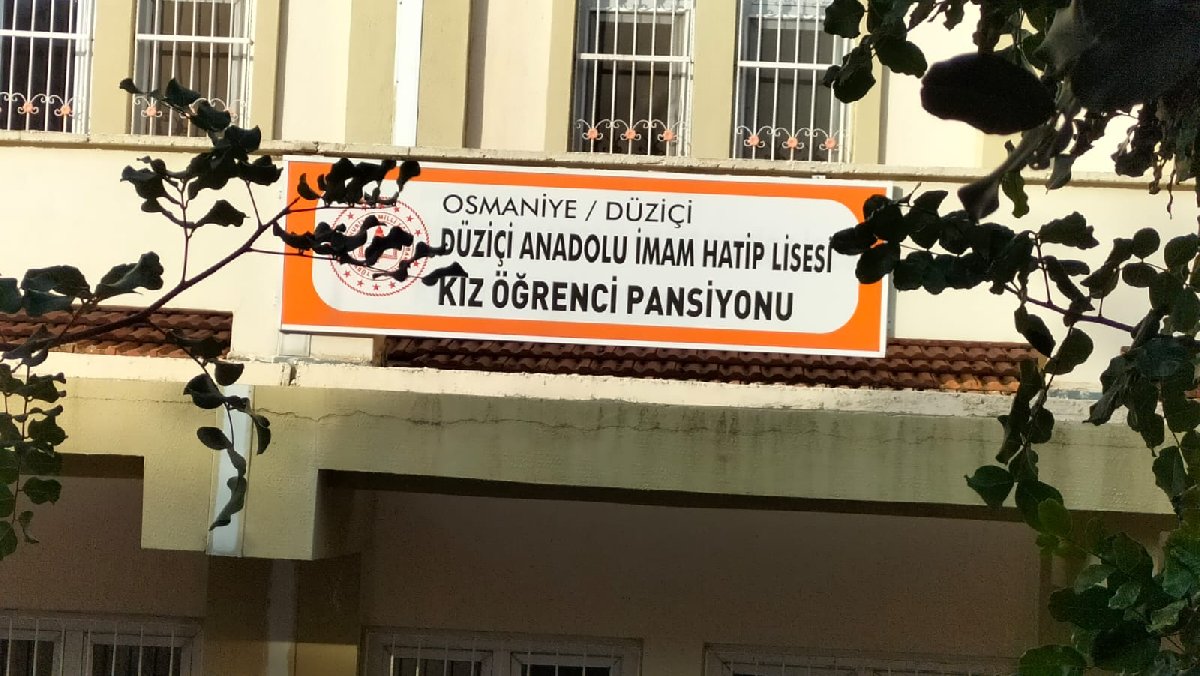 OSMANİYE / DÜZİÇİ
DÜZİÇİ ANADOLU İMAM HATİP LİSESİ
KIZ ÖĞRENCİ PANSİYONU